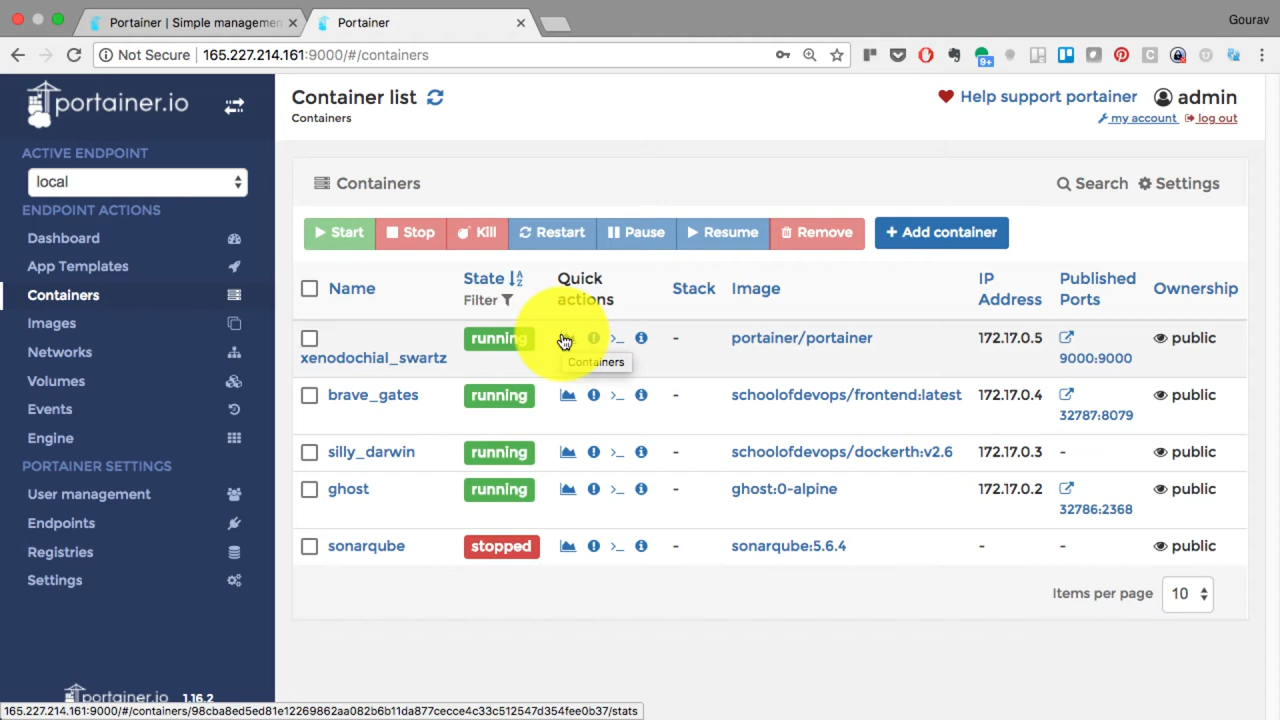 Portainer | Simple managemen
Portainer
Gourav
Not Secure 165.227.214.161:9000/#/containers
9+
portainer.io
ACTIVE ENDPOINT
local
ENDPOINT ACTIONS
Dashboard
App Templates
Containers
Images
Networks
Volumes
Events
Engine
PORTAINER SETTINGS
User management
Endpoints
Registries
Settings
portainer.io 1.16.2
Container list
Containers
Help support portainer admin
my account log out
Containers
Search Settings
Start Stop Kill Restart Pause Resume Remove Add container
Name State Filter Quick actions Stack Image IP Address Published Ports Ownership
xenodochial_swartz running >_ - portainer/portainer 172.17.0.5 9000:9000 public
Containers
brave_gates running >_ - schoolofdevops/frontend:latest 172.17.0.4 32787:8079 public
silly_darwin running >_ - schoolofdevops/dockerth:v2.6 172.17.0.3 - public
ghost running >_ - ghost:0-alpine 172.17.0.2 32786:2368 public
sonarqube stopped >_ - sonarqube:5.6.4 - - public
Items per page 10
165.227.214.161:9000/#/containers/98cba8ed5ed81e12269862aa082b6b11da877cecce4c33c512547d354fee0b37/stats